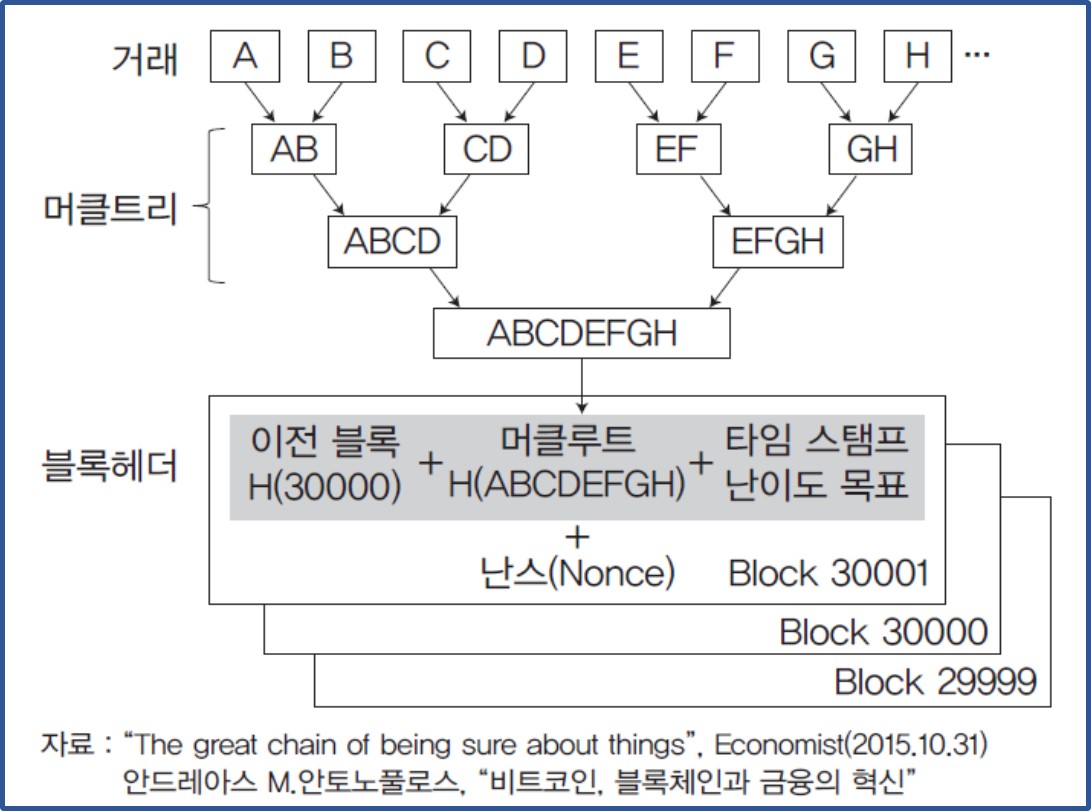 거래 A B C D E F G H ···
AB CD EF GH
머클트리
ABCD EFGH
ABCDEFGH
블록헤더
이전 블록 + 머클루트 + 타임 스탬프
H(30000) H(ABCDEFGH) 난이도 목표
+
난스(Nonce) Block 30001
Block 30000
Block 29999
자료 : “The great chain of being sure about things”, Economist(2015.10.31)
안드레아스 M.안토노풀로스, “비트코인, 블록체인과 금융의 혁신”